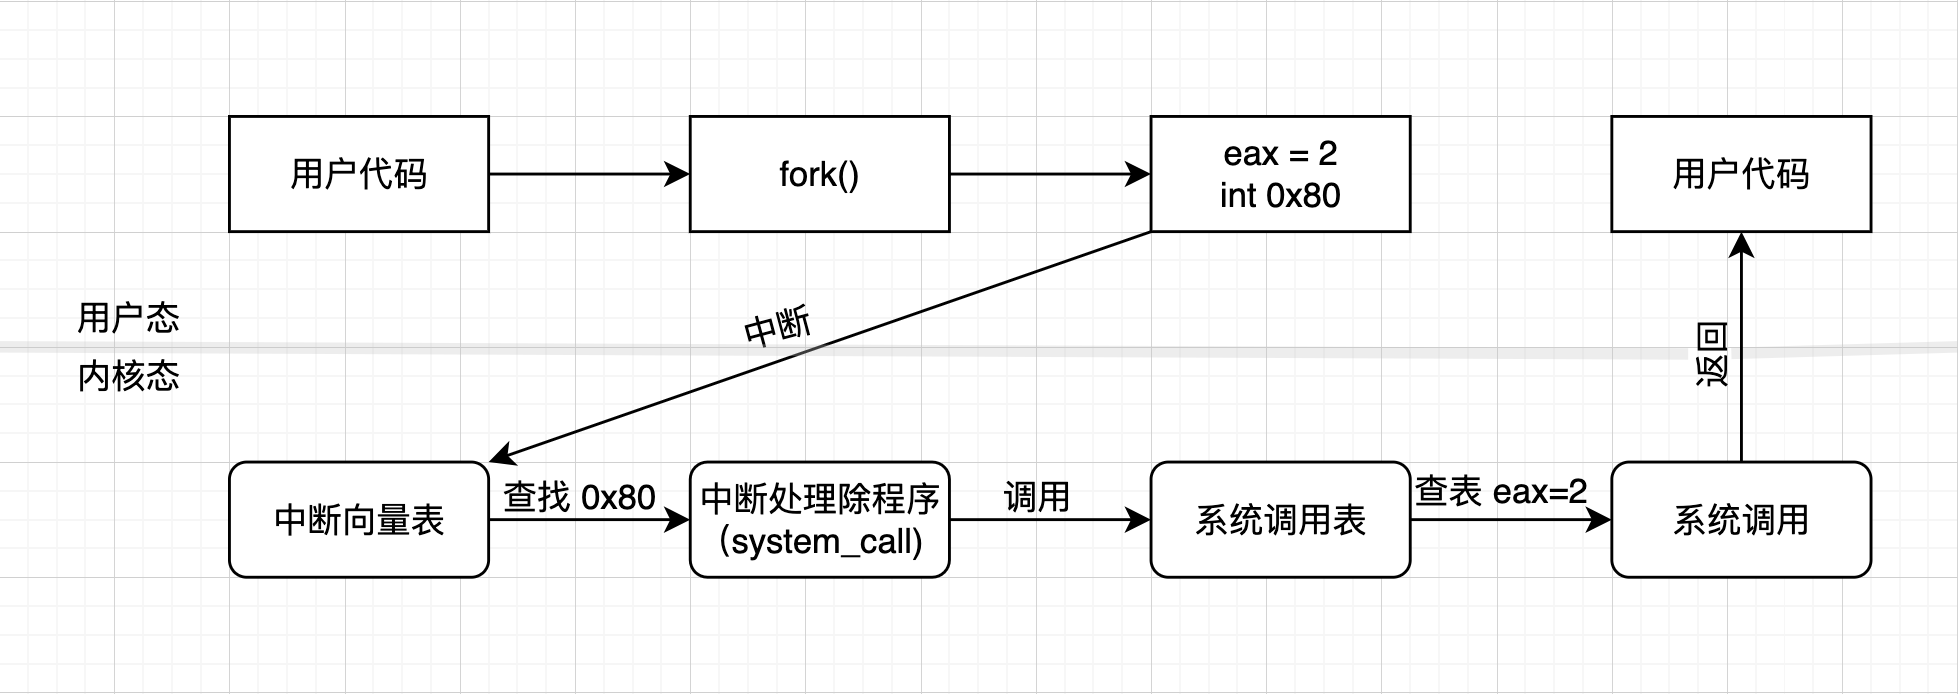 用户代码
fork()
eax = 2
int 0x80
用户代码
中断
用户态
内核态
返回
中断向量表
查找 0x80
中断处理除程序
（system_call)
调用
系统调用表
查表 eax=2
系统调用